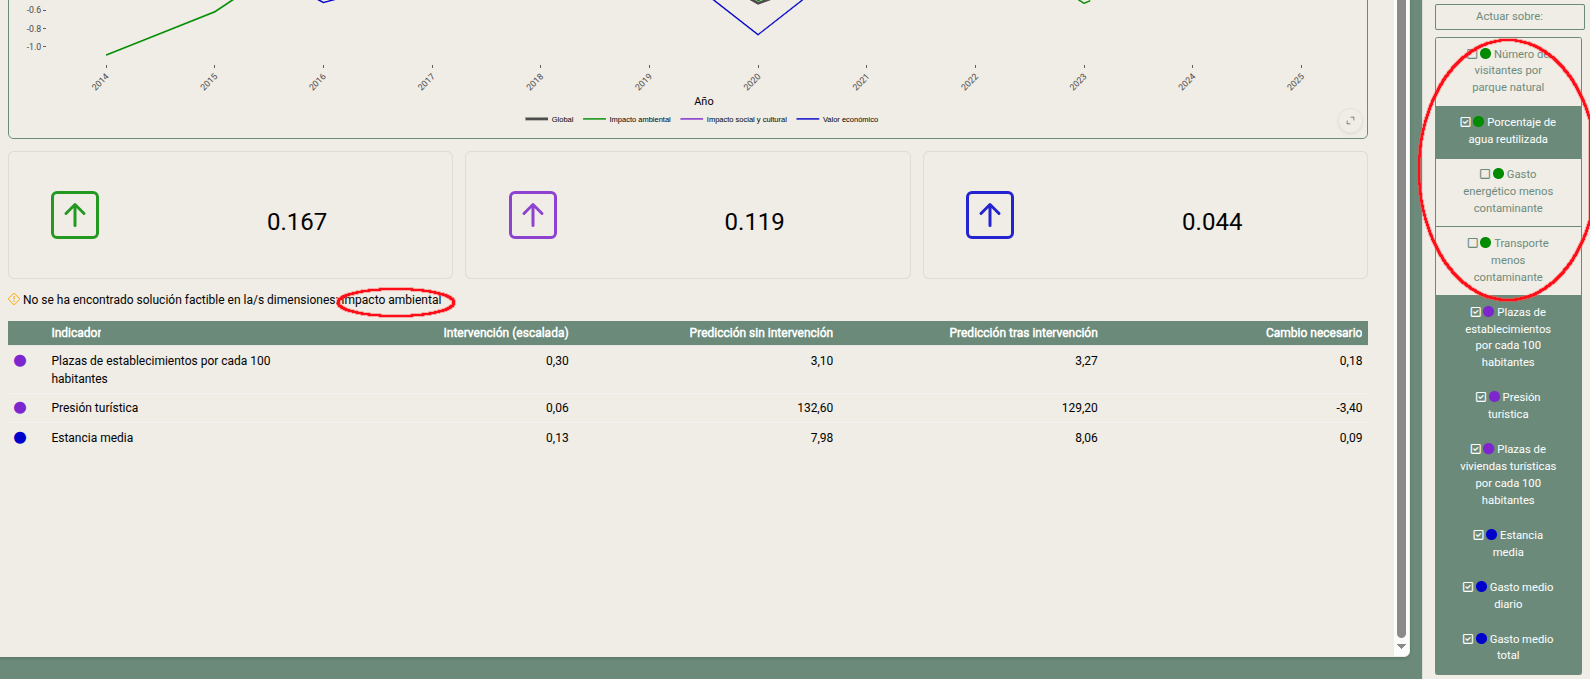 -0.6
-0.8
-1.0
2014 2015 2016 2017 2018 2019 2020 2021 2022 2023 2024 2025
Año
Global Impacto ambiental Impacto social y cultural Valor económico
0.167 0.119 0.044
No se ha encontrado solución factible en la/s dimensiones: Impacto ambiental
Indicador Intervención (escalada) Predicción sin intervención Predicción tras intervención Cambio necesario
Plazas de establecimientos por cada 100 0,30 3,10 3,27 0,18
habitantes
Presión turística 0,06 132,60 129,20 -3,40
Estancia media 0,13 7,98 8,06 0,09
Actuar sobre:
Número de
visitantes por
parque natural
Porcentaje de
agua reutilizada
Gasto
energético menos
contaminante
Transporte
menos
contaminante
Plazas de
establecimientos
por cada 100
habitantes
Presión
turística
Plazas de
viviendas turísticas
por cada 100
habitantes
Estancia
media
Gasto medio
diario
Gasto medio
total